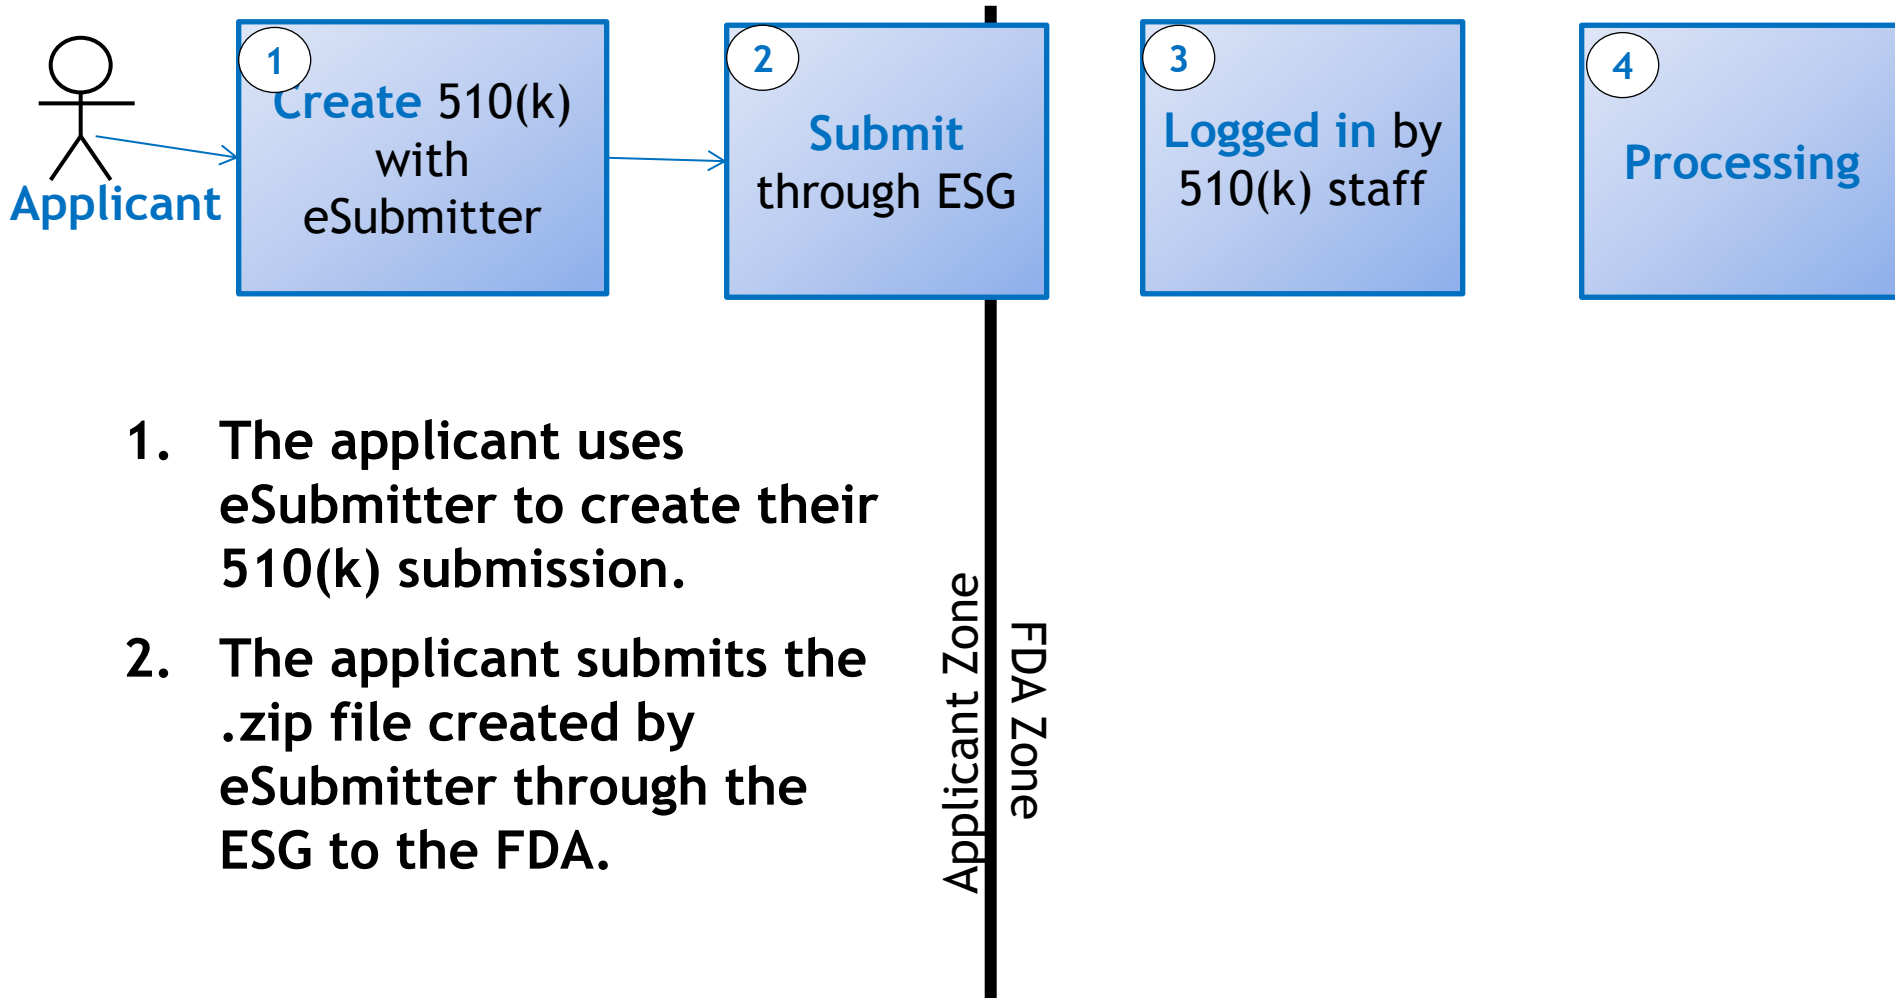 Applicant
1
Create 510(k)
with
eSubmitter
2
Submit
through ESG
3
Logged in by
510(k) staff
4
Processing
1. The applicant uses
eSubmitter to create their
510(k) submission.
2. The applicant submits the
.zip file created by
eSubmitter through the
ESG to the FDA.
Applicant Zone
FDA Zone